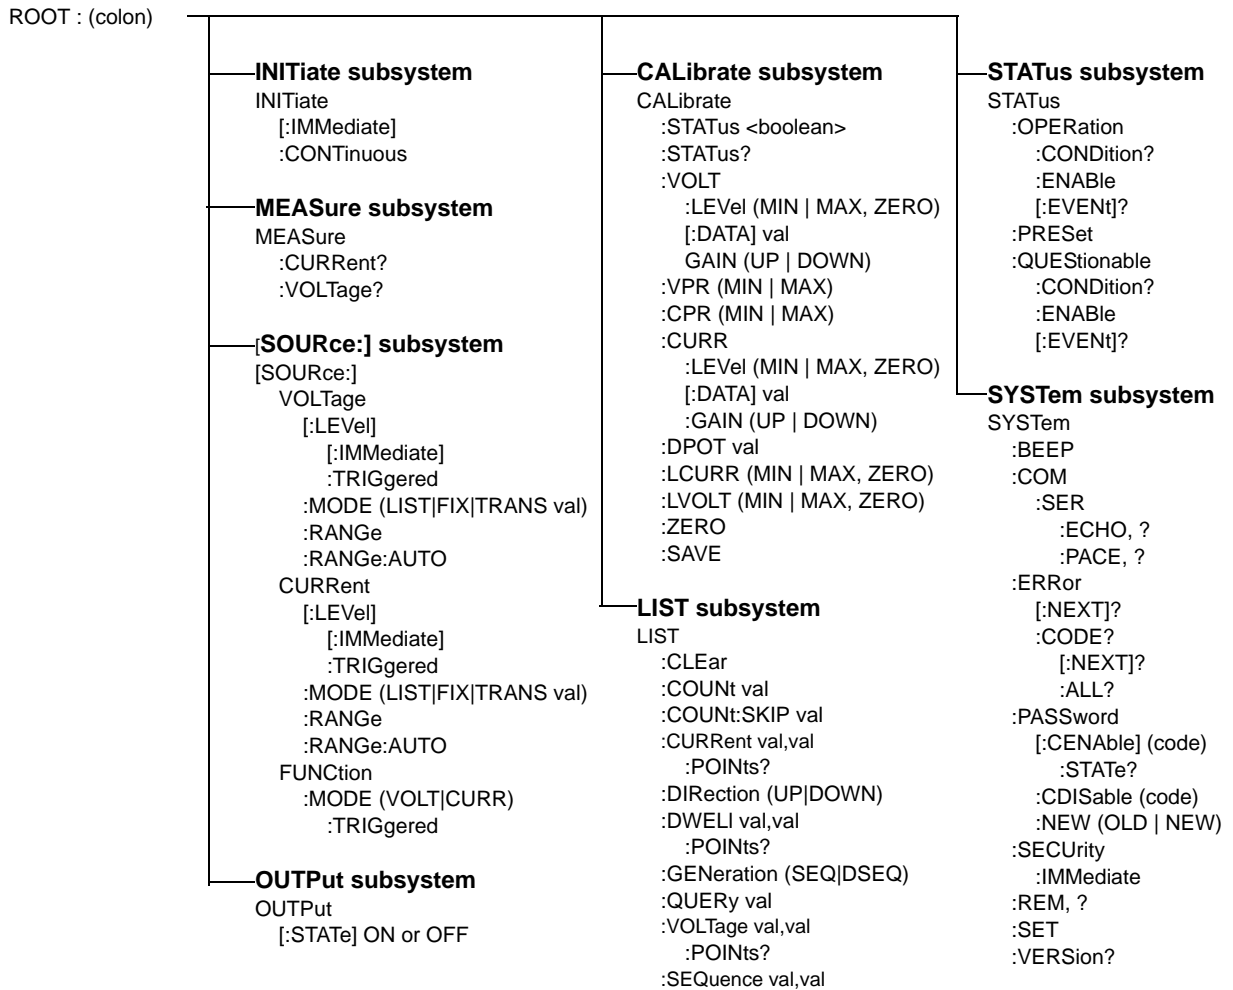 ROOT : (colon)
INITiate subsystem
INITiate
[:IMMediate]
:CONTinuous
MEASure subsystem
MEASure
:CURRent?
:VOLTage?
[SOURce:] subsystem
[SOURce:]
VOLTage
[:LEVel]
[:IMMediate]
:TRIGgered
:MODE (LIST|FIX|TRANS val)
:RANGe
:RANGe:AUTO
CURRent
[:LEVel]
[:IMMediate]
:TRIGgered
:MODE (LIST|FIX|TRANS val)
:RANGe
:RANGe:AUTO
FUNCtion
:MODE (VOLT|CURR)
:TRIGgered
OUTPut subsystem
OUTPut
[:STATe] ON or OFF
CALibrate subsystem
CALibrate
:STATus <boolean>
:STATus?
:VOLT
:LEVel (MIN | MAX, ZERO)
[:DATA] val
GAIN (UP | DOWN)
:VPR (MIN | MAX)
:CPR (MIN | MAX)
:CURR
:LEVel (MIN | MAX, ZERO)
[:DATA] val
:GAIN (UP | DOWN)
:DPOT val
:LCURR (MIN | MAX, ZERO)
:LVOLT (MIN | MAX, ZERO)
:ZERO
:SAVE
LIST subsystem
LIST
:CLEar
:COUNt val
:COUNt:SKIP val
:CURRent val,val
:POINts?
:DIRection (UP|DOWN)
:DWELl val,val
:POINts?
:GENeration (SEQ|DSEQ)
:QUERy val
:VOLTage val,val
:POINts?
:SEQuence val,val
STATus subsystem
STATus
:OPERation
:CONDition?
:ENABle
[:EVENt]?
:PRESet
:QUEStionable
:CONDition?
:ENABle
[:EVENt]?
SYSTem subsystem
SYSTem
:BEEP
:COM
:SER
:ECHO, ?
:PACE, ?
:ERRor
[:NEXT]?
:CODE?
[:NEXT]?
:ALL?
:PASSword
[:CENAble] (code)
:STATe?
:CDISable (code)
:NEW (OLD | NEW)
:SECUrity
:IMMediate
:REM, ?
:SET
:VERSion?